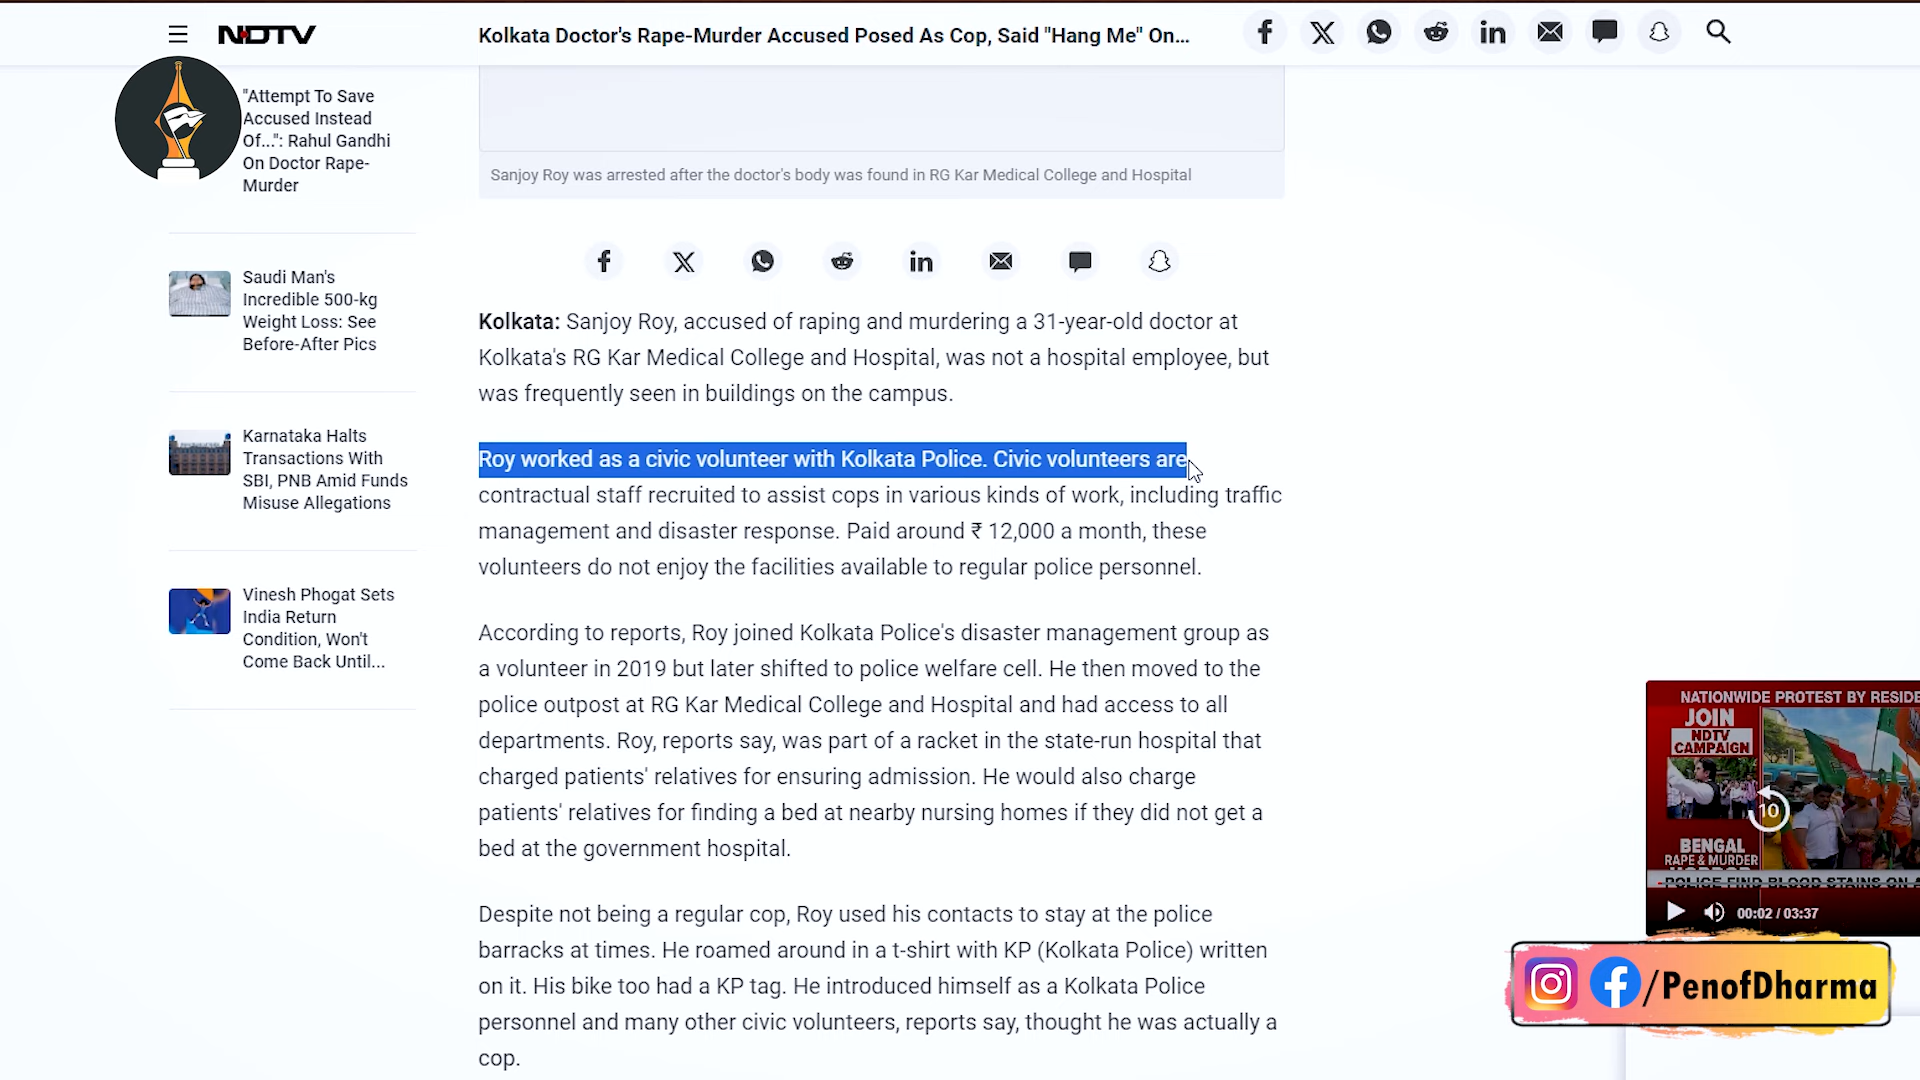 NDTV
Kolkata Doctor's Rape-Murder Accused Posed As Cop, Said "Hang Me" On...
"Attempt To Save
Accused Instead
Of...": Rahul Gandhi
On Doctor Rape-
Murder
Saudi Man's
Incredible 500-kg
Weight Loss: See
Before-After Pics
Karnataka Halts
Transactions With
SBI, PNB Amid Funds
Misuse Allegations
Vinesh Phogat Sets
India Return
Condition, Won't
Come Back Until...
Sanjoy Roy was arrested after the doctor's body was found in RG Kar Medical College and Hospital
Kolkata: Sanjoy Roy, accused of raping and murdering a 31-year-old doctor at
Kolkata's RG Kar Medical College and Hospital, was not a hospital employee, but
was frequently seen in buildings on the campus.
Roy worked as a civic volunteer with Kolkata Police. Civic volunteers are
contractual staff recruited to assist cops in various kinds of work, including traffic
management and disaster response. Paid around ₹ 12,000 a month, these
volunteers do not enjoy the facilities available to regular police personnel.
According to reports, Roy joined Kolkata Police's disaster management group as
a volunteer in 2019 but later shifted to police welfare cell. He then moved to the
police outpost at RG Kar Medical College and Hospital and had access to all
departments. Roy, reports say, was part of a racket in the state-run hospital that
charged patients' relatives for ensuring admission. He would also charge
patients' relatives for finding a bed at nearby nursing homes if they did not get a
bed at the government hospital.
Despite not being a regular cop, Roy used his contacts to stay at the police
barracks at times. He roamed around in a t-shirt with KP (Kolkata Police) written
on it. His bike too had a KP tag. He introduced himself as a Kolkata Police
personnel and many other civic volunteers, reports say, thought he was actually a
cop.
NATIONWIDE PROTEST BY RESIDE
JOIN
NDTV
CAMPAIGN
10
BENGAL
RAPE & MURDER
HORROR
POLICE FIND BLOOD STAINS ON A
00:02 / 03:37
/PenofDharma